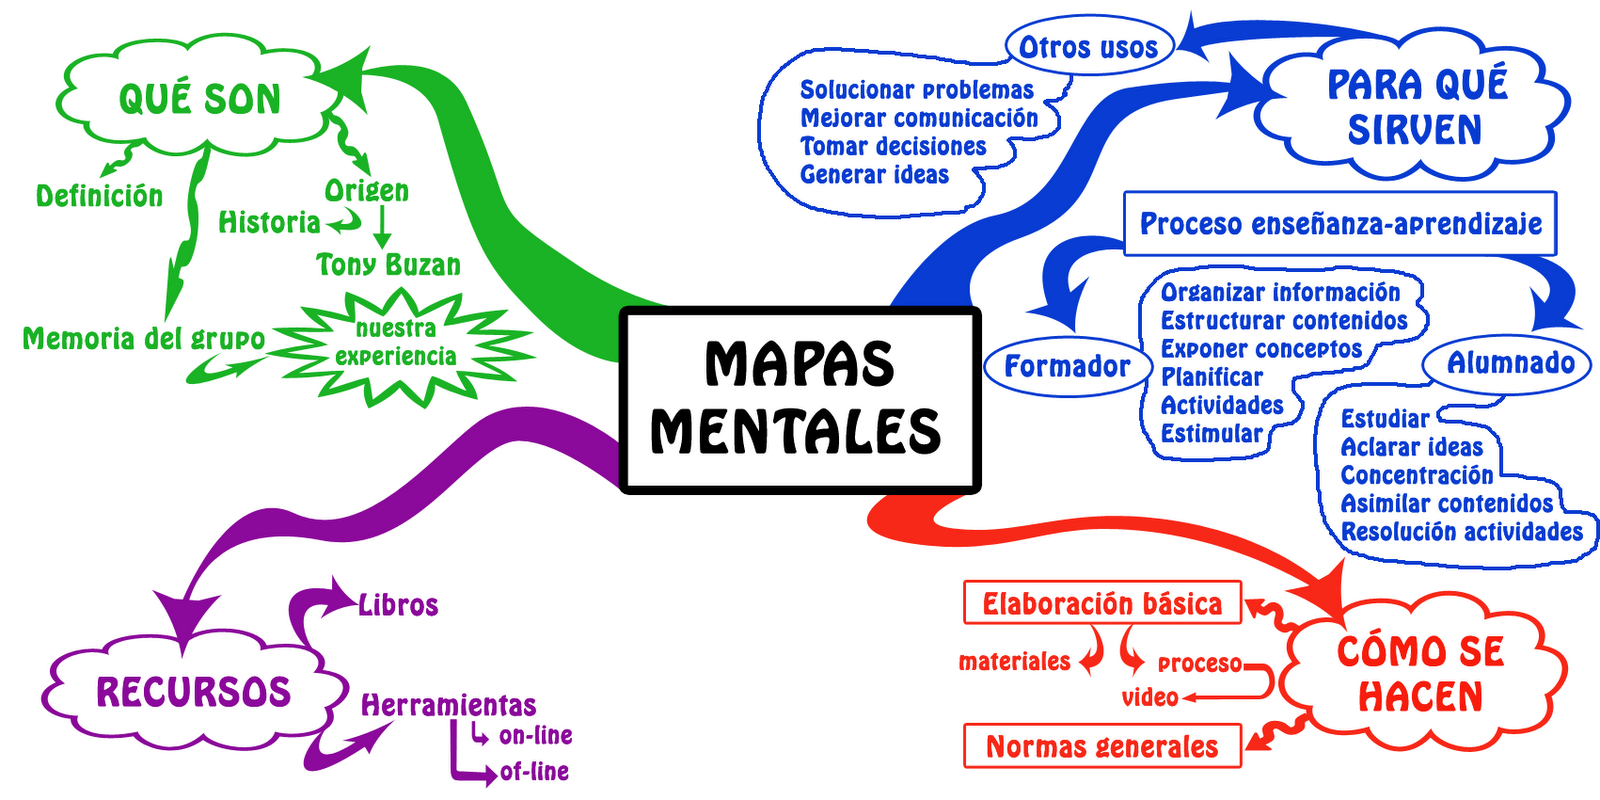 QUÉ SON
Definición
Origen
Historia
Tony Buzan
Memoria del grupo
nuestra
experiencia
MAPAS
MENTALES
Otros usos
Solucionar problemas
Mejorar comunicación
Tomar decisiones
Generar ideas
PARA QUÉ
SIRVEN
Proceso enseñanza-aprendizaje
Formador
Organizar información
Estructurar contenidos
Exponer conceptos
Planificar
Actividades
Estimular
Alumnado
Estudiar
Aclarar ideas
Concentración
Asimilar contenidos
Resolución actividades
RECURSOS
Libros
Herramientas
on-line
of-line
CÓMO SE
HACEN
Elaboración básica
materiales
proceso
video
Normas generales